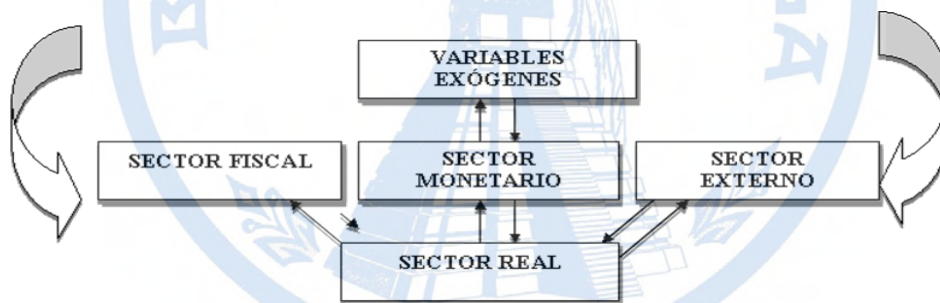 VARIABLES
EXÓGENES
SECTOR FISCAL
SECTOR
MONETARIO
SECTOR
EXTERNO
SECTOR REAL